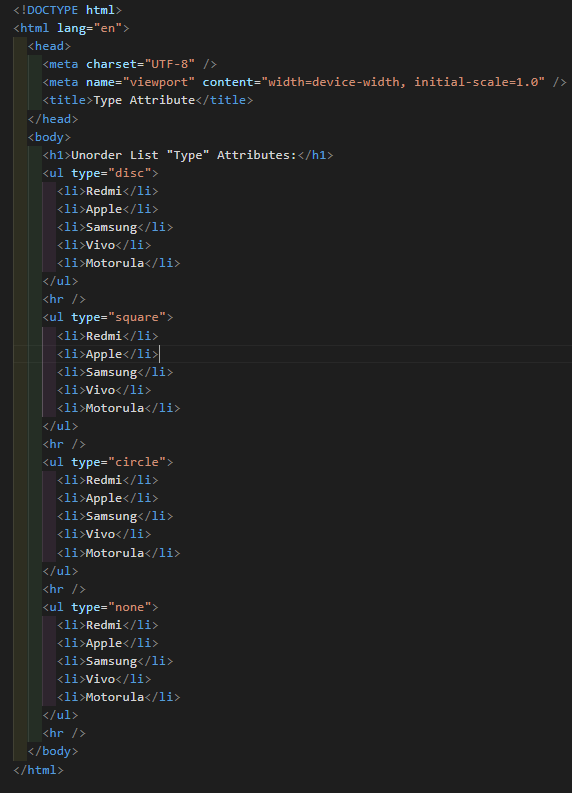 <!DOCTYPE html>
<html lang="en">
<head>
<meta charset="UTF-8" />
<meta name="viewport" content="width=device-width, initial-scale=1.0" />
<title>Type Attribute</title>
</head>
<body>
<h1>Unorder List "Type" Attributes:</h1>
<ul type="disc">
<li>Redmi</li>
<li>Apple</li>
<li>Samsung</li>
<li>Vivo</li>
<li>Motorula</li>
</ul>
<hr />
<ul type="square">
<li>Redmi</li>
<li>Apple</li>
<li>Samsung</li>
<li>Vivo</li>
<li>Motorula</li>
</ul>
<hr />
<ul type="circle">
<li>Redmi</li>
<li>Apple</li>
<li>Samsung</li>
<li>Vivo</li>
<li>Motorula</li>
</ul>
<hr />
<ul type="none">
<li>Redmi</li>
<li>Apple</li>
<li>Samsung</li>
<li>Vivo</li>
<li>Motorula</li>
</ul>
<hr />
</body>
</html>